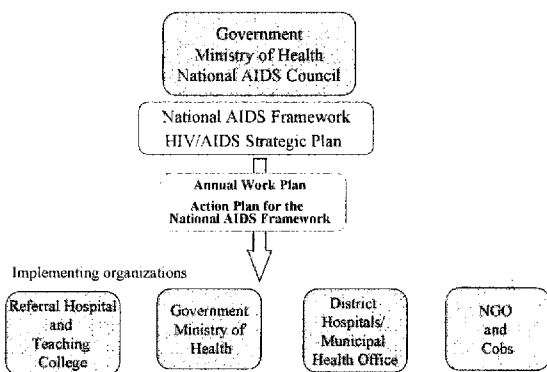 Government
Ministry of Health
National AIDS Council
National AIDS Framework
HIV/AIDS Strategic Plan
Annual Work Plan
Action Plan for the
National AIDS Framework
Implementing organizations
Referral Hospital
and
Teaching
College
Government
Ministry of
Health
District
Hospitals/
Municipal
Health Office
NGO
and
Cobs